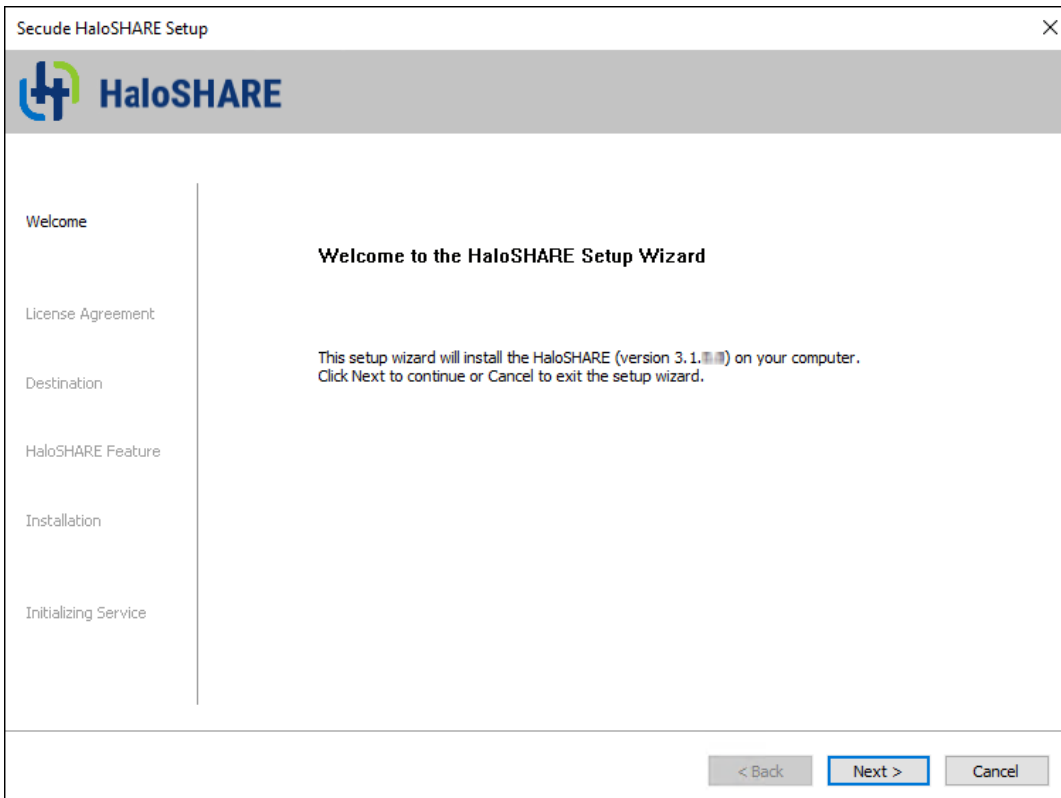 Secude HaloSHARE Setup
HaloSHARE
Welcome
License Agreement
Destination
HaloSHARE Feature
Installation
Initializing Service
Welcome to the HaloSHARE Setup Wizard
This setup wizard will install the HaloSHARE (version 3.1. ) on your computer.
Click Next to continue or Cancel to exit the setup wizard.
< Back
Next >
Cancel